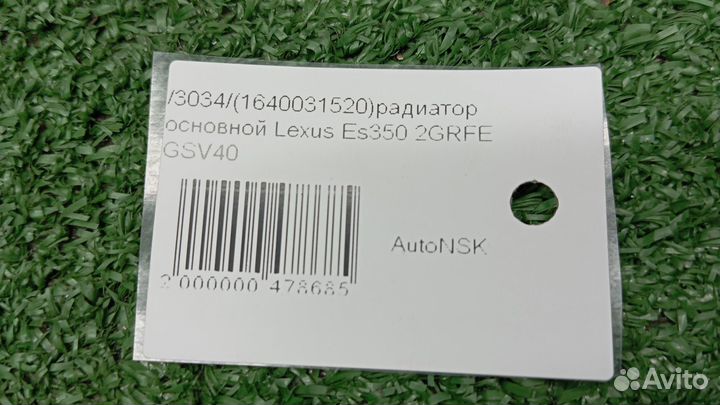 /3034/(1640031520)радиатор
основной Lexus Es350 2GRFE
GSV40
AutoNSK
2 000000 478685
Avito